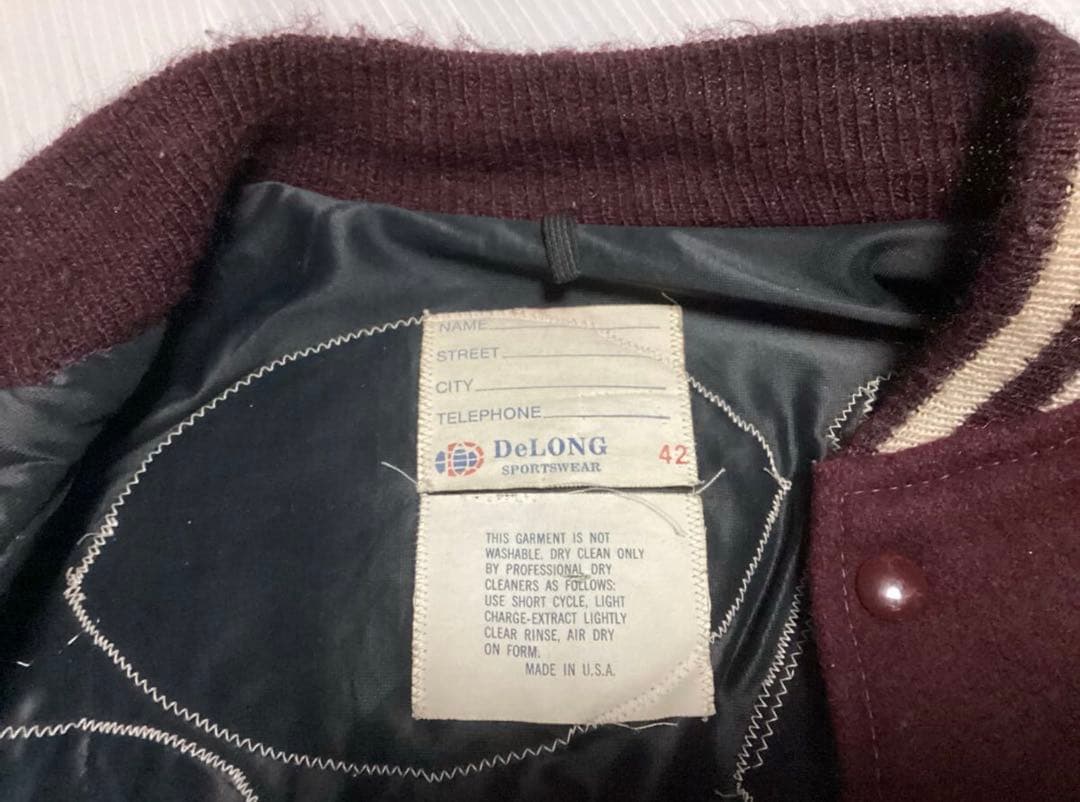 NAME
STREET
CITY
TELEPHONE
DeLONG 42
SPORTSWEAR
THIS GARMENT IS NOT
WASHABLE. DRY CLEAN ONLY
BY PROFESSIONAL DRY
CLEANERS AS FOLLOWS:
USE SHORT CYCLE, LIGHT
CHARGE-EXTRACT LIGHTLY
CLEAR RINSE, AIR DRY
ON FORM.
MADE IN U.S.A.